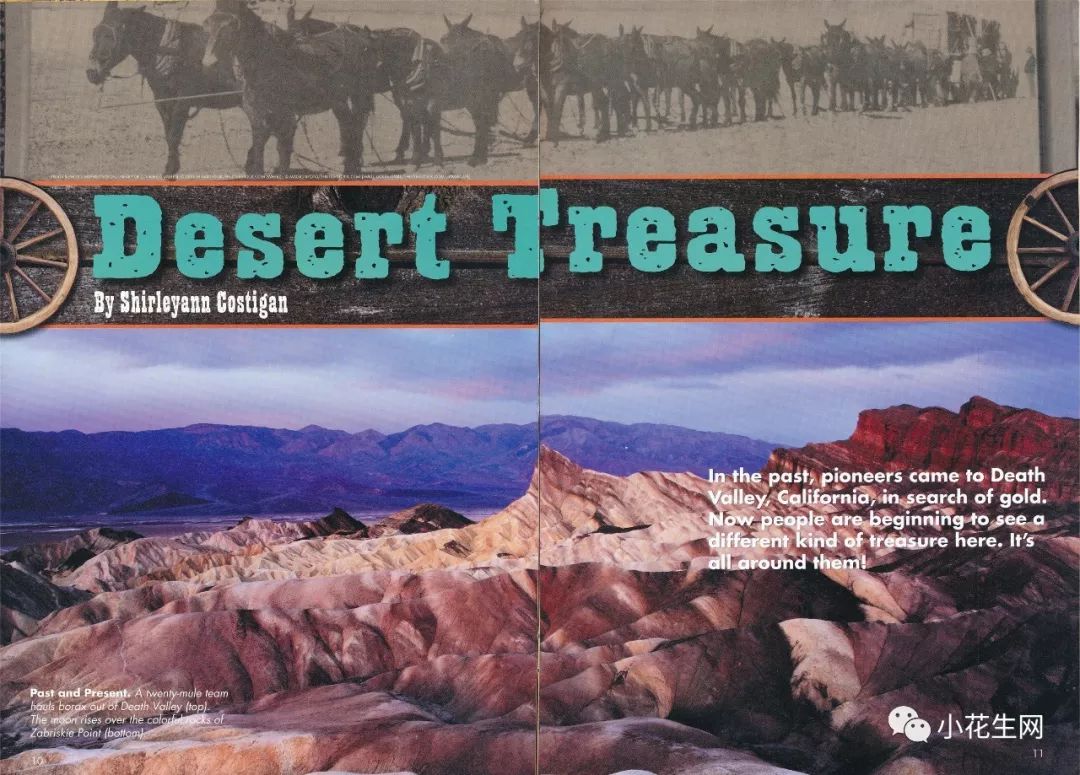 Desert Treasure
By Shirleyann Costigan
In the past, pioneers came to Death
Valley, California, in search of gold.
Now people are beginning to see a
different kind of treasure here. It's
all around them!
Past and Present. A twenty-mule team
hauls borax out of Death Valley (top).
The moon rises over the colorful rocks of
Zabriskie Point (bottom).
10
小花生网
11